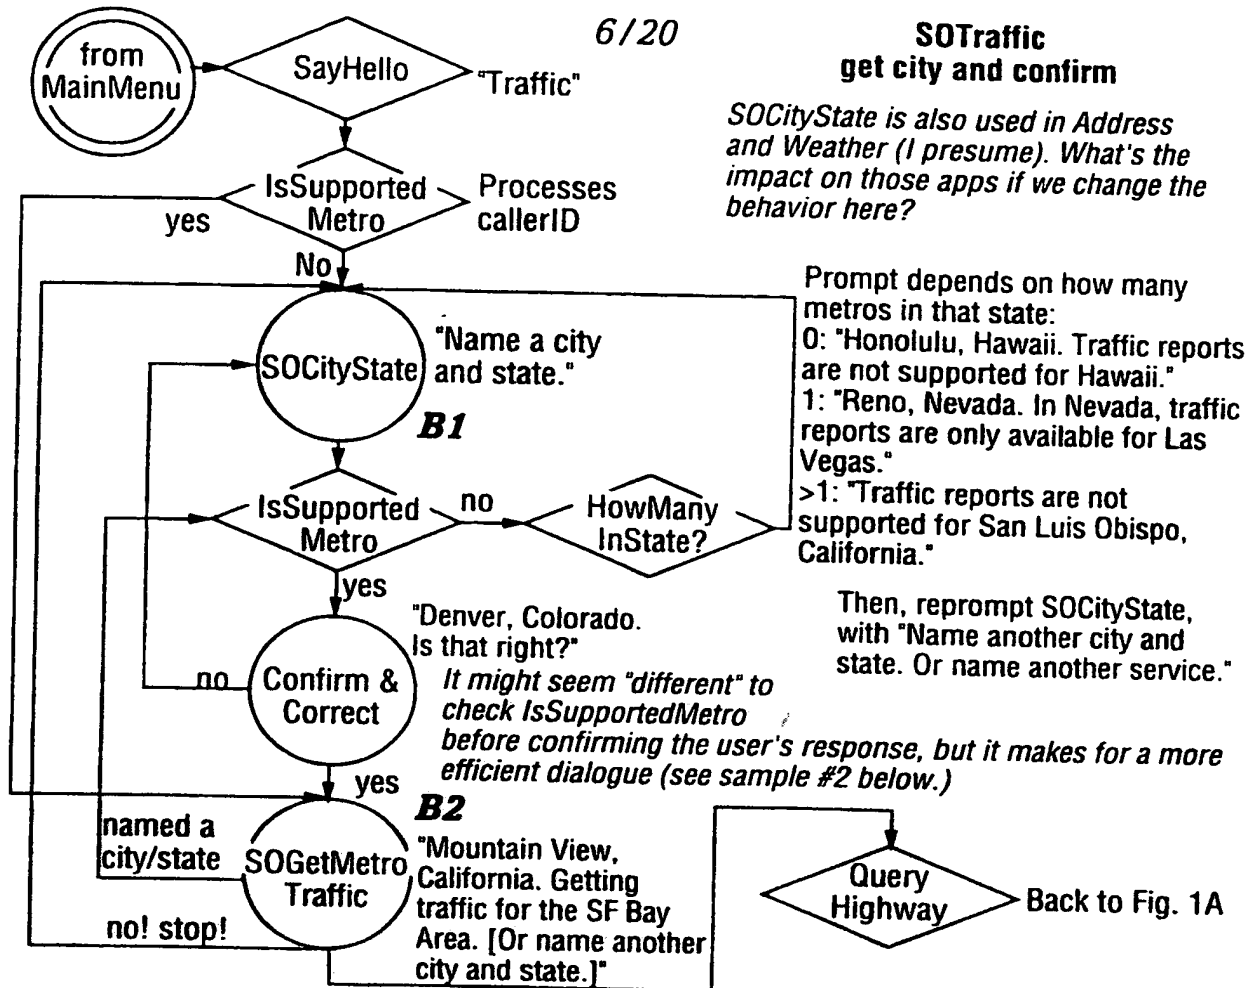 6/20
SOTraffic
get city and confirm
from
MainMenu
SayHello
"Traffic"
SOCityState is also used in Address
and Weather (I presume). What's the
impact on those apps if we change the
behavior here?
IsSupported
Metro
Processes
callerID
yes
No
SOCityState
"Name a city
and state."
B1
Prompt depends on how many
metros in that state:
0: "Honolulu, Hawaii. Traffic reports
are not supported for Hawaii."
1: "Reno, Nevada. In Nevada, traffic
reports are only available for Las
Vegas."
>1: "Traffic reports are not
supported for San Luis Obispo,
California."
IsSupported
Metro
no
HowMany
InState?
yes
Then, reprompt SOCityState,
with "Name another city and
state. Or name another service."
"Denver, Colorado.
Is that right?"
no
Confirm &
Correct
It might seem "different" to
check IsSupportedMetro
before confirming the user's response, but it makes for a more
efficient dialogue (see sample #2 below.)
yes
B2
named a
city/state
SOGetMetro
Traffic
"Mountain View,
California. Getting
traffic for the SF Bay
Area. [Or name another
city and state.]"
no! stop!
Query
Highway
Back to Fig. 1A